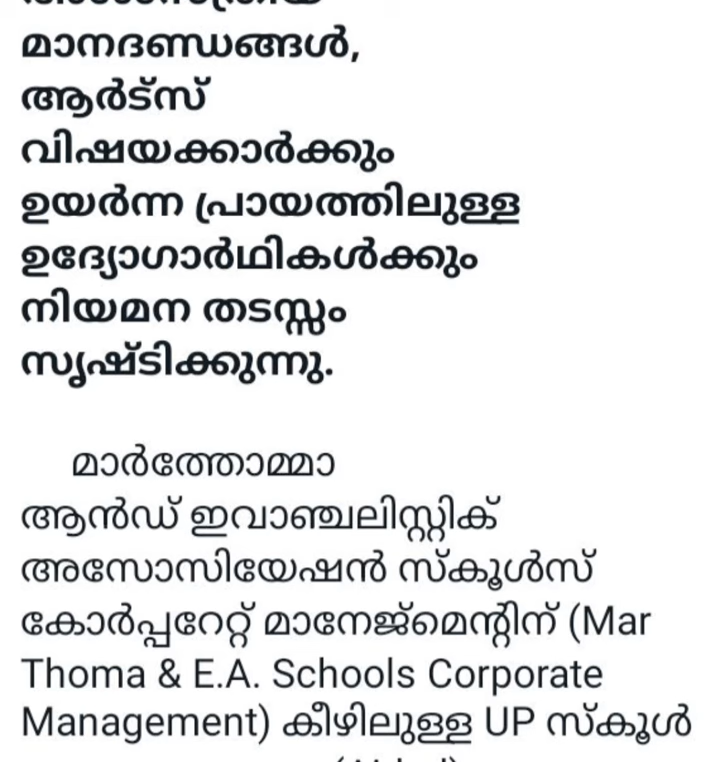 മാനദണ്ഡങ്ങൾ,
ആർട്സ്
വിഷയക്കാർക്കും
ഉയർന്ന പ്രായത്തിലുള്ള
ഉദ്യോഗാർഥികൾക്കും
നിയമന തടസ്സം
സൃഷ്ടിക്കുന്നു.
മാർത്തോമ്മാ
ആൻഡ് ഇവാഞ്ചലിസ്റ്റിക്
അസോസിയേഷൻ സ്കൂൾസ്
കോർപ്പറേറ്റ് മാനേജ്മെന്റിന് (Mar
Thoma & E.A. Schools Corporate
Management) കീഴിലുള്ള UP സ്കൂൾ